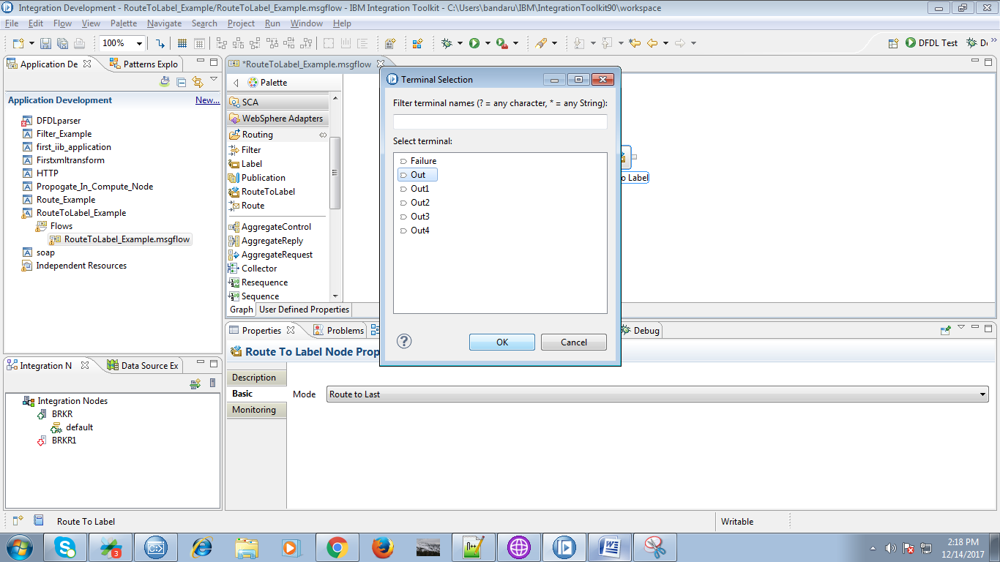 Integration Development - RouteToLabel_Example/RouteToLabel_Example.msgflow - IBM Integration Toolkit - C:\Users\bandaru\IBM\IntegrationToolkit90\workspace
File Edit Flow View Palette Navigate Search Project Run Window Help
100%
DFDL Test
D
»
Application De
Patterns Explo
Application Development
New...
DFDLparser
Filter_Example
first_iib_application
Firstxmltransform
HTTP
Propogate_In_Compute_Node
Route_Example
RouteToLabel_Example
Flows
RouteToLabel_Example.msgflow
soap
Independent Resources
*RouteToLabel_Example.msgflow
Palette
SCA
WebSphere Adapters
Routing
Filter
Label
Publication
RouteToLabel
Route
AggregateControl
AggregateReply
AggregateRequest
Collector
Resequence
Sequence
Graph
User Defined Properties
o Label
Terminal Selection
Filter terminal names (? = any character, * = any String):
Select terminal:
Failure
Out
Out1
Out2
Out3
Out4
?
OK
Cancel
Properties
Problems
Debug
Route To Label Node Prop
Description
Basic
Monitoring
Mode
Route to Last
Integration N
Data Source Ex
Integration Nodes
BRKR
default
BRKR1
Route To Label
Writable
3
2:18 PM
12/14/2017